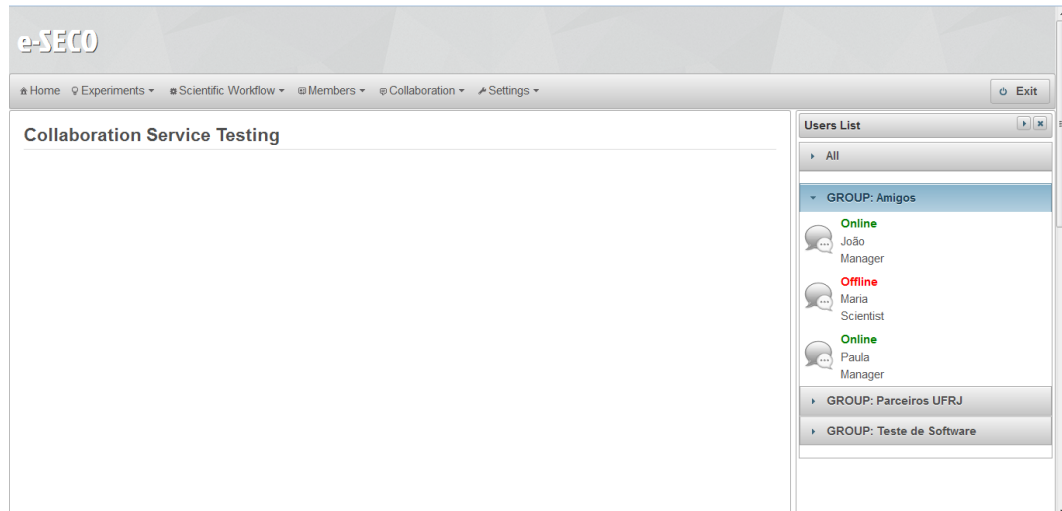 e-SECO
Home Experiments Scientific Workflow Members Collaboration Settings Exit
Collaboration Service Testing
Users List
All
GROUP: Amigos
Online
João
Manager
Offline
Maria
Scientist
Online
Paula
Manager
GROUP: Parceiros UFRJ
GROUP: Teste de Software